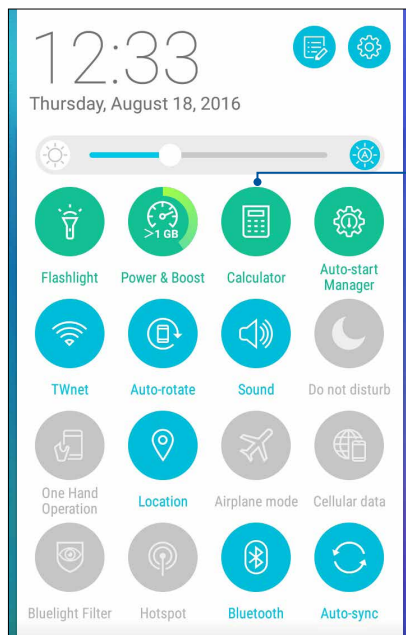 12:33
Thursday, August 18, 2016
A
>1 GB
Flashlight
Power & Boost
Calculator
Auto-start
Manager
TWnet
Auto-rotate
Sound
Do not disturb
One Hand
Operation
Location
Airplane mode
Cellular data
Bluelight Filter
Hotspot
Bluetooth
Auto-sync